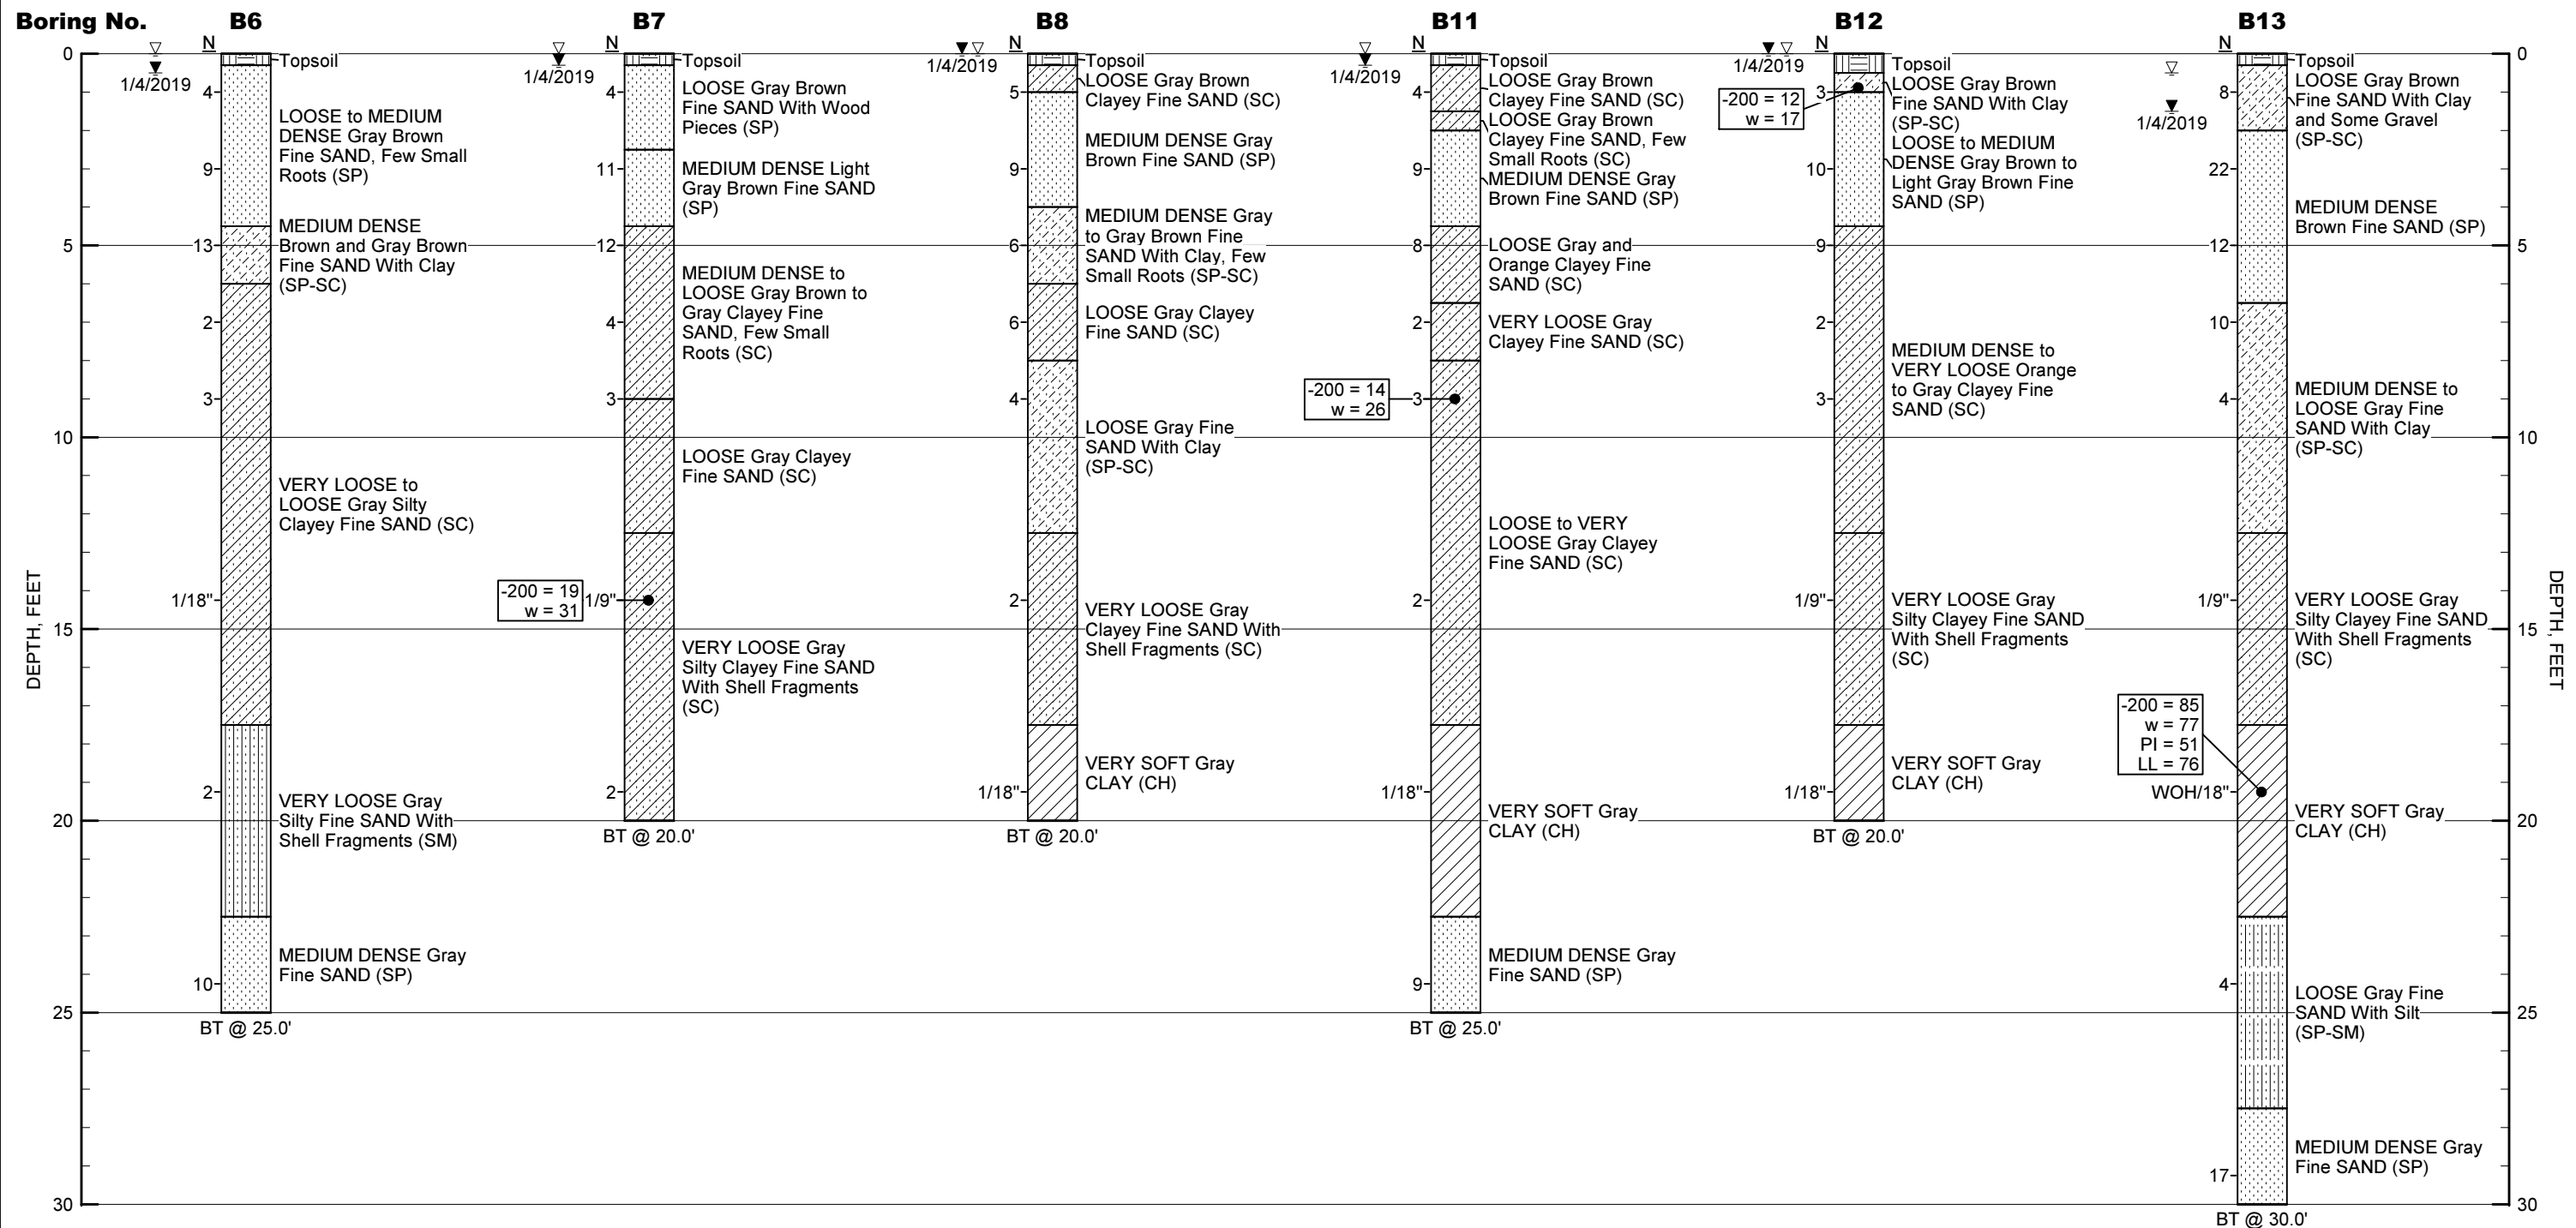 Boring No.
B6
B7
B8
B11
B12
B13
DEPTH, FEET
0
5
10
15
20
25
30
1/4/2019
N
4
9
13
2
3
1/18"
2
10
Topsoil
LOOSE to MEDIUM
DENSE Gray Brown
Fine SAND, Few Small
Roots (SP)
MEDIUM DENSE
Brown and Gray Brown
Fine SAND With Clay
(SP-SC)
VERY LOOSE to
LOOSE Gray Silty
Clayey Fine SAND (SC)
VERY LOOSE Gray
Silty Fine SAND With
Shell Fragments (SM)
MEDIUM DENSE Gray
Fine SAND (SP)
BT @ 25.0'
1/4/2019
N
4
11
12
4
3
1/9"
2
-200 = 19
w = 31
Topsoil
LOOSE Gray Brown
Fine SAND With Wood
Pieces (SP)
MEDIUM DENSE Light
Gray Brown Fine SAND
(SP)
MEDIUM DENSE to
LOOSE Gray Brown to
Gray Clayey Fine
SAND, Few Small
Roots (SC)
LOOSE Gray Clayey
Fine SAND (SC)
VERY LOOSE Gray
Silty Clayey Fine SAND
With Shell Fragments
(SC)
BT @ 20.0'
1/4/2019
N
5
9
6
6
4
2
1/18"
Topsoil
LOOSE Gray Brown
Clayey Fine SAND (SC)
MEDIUM DENSE Gray
Brown Fine SAND (SP)
MEDIUM DENSE Gray
to Gray Brown Fine
SAND With Clay, Few
Small Roots (SP-SC)
LOOSE Gray Clayey
Fine SAND (SC)
LOOSE Gray Fine
SAND With Clay
(SP-SC)
VERY LOOSE Gray
Clayey Fine SAND With
Shell Fragments (SC)
VERY SOFT Gray
CLAY (CH)
BT @ 20.0'
1/4/2019
N
4
9
8
2
3
2
1/18"
9
-200 = 14
w = 26
Topsoil
LOOSE Gray Brown
Clayey Fine SAND (SC)
LOOSE Gray Brown
Clayey Fine SAND, Few
Small Roots (SC)
MEDIUM DENSE Gray
Brown Fine SAND (SP)
LOOSE Gray and
Orange Clayey Fine
SAND (SC)
VERY LOOSE Gray
Clayey Fine SAND (SC)
LOOSE to VERY
LOOSE Gray Clayey
Fine SAND (SC)
VERY SOFT Gray
CLAY (CH)
MEDIUM DENSE Gray
Fine SAND (SP)
BT @ 25.0'
1/4/2019
N
3
10
9
2
3
1/9"
1/18"
-200 = 12
w = 17
Topsoil
LOOSE Gray Brown
Fine SAND With Clay
(SP-SC)
LOOSE to MEDIUM
DENSE Gray Brown to
Light Gray Brown Fine
SAND (SP)
MEDIUM DENSE to
VERY LOOSE Orange
to Gray Clayey Fine
SAND (SC)
VERY LOOSE Gray
Silty Clayey Fine SAND
With Shell Fragments
(SC)
VERY SOFT Gray
CLAY (CH)
BT @ 20.0'
1/4/2019
N
8
22
12
10
4
1/9"
WOH/18"
4
17
-200 = 85
w = 77
PI = 51
LL = 76
Topsoil
LOOSE Gray Brown
Fine SAND With Clay
and Some Gravel
(SP-SC)
MEDIUM DENSE
Brown Fine SAND (SP)
MEDIUM DENSE to
LOOSE Gray Fine
SAND With Clay
(SP-SC)
VERY LOOSE Gray
Silty Clayey Fine SAND
With Shell Fragments
(SC)
VERY SOFT Gray
CLAY (CH)
LOOSE Gray Fine
SAND With Silt
(SP-SM)
MEDIUM DENSE Gray
Fine SAND (SP)
BT @ 30.0'
0
5
10
15
20
25
30
DEPTH, FEET